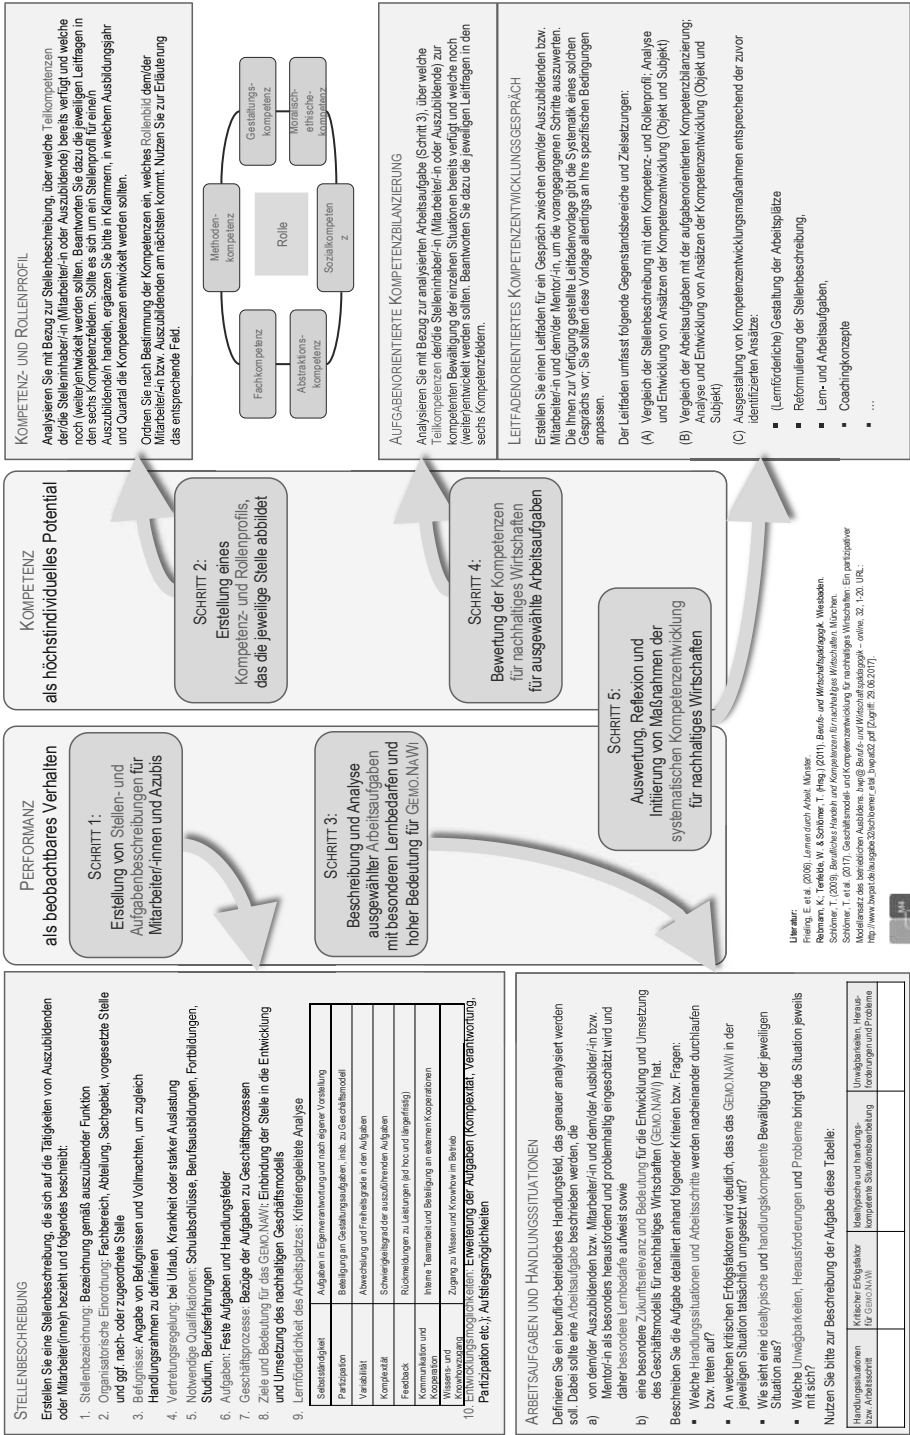 STELLENBESCHREIBUNG
Erstellen Sie eine Stellenbeschreibung, die sich auf die Tätigkeiten von Auszubildenden
oder Mitarbeiter(inne)n bezieht und folgendes beschreibt:
1. Stellenbezeichnung: Bezeichnung gemäß auszuübender Funktion
2. Organisatorische Einordnung: Fachbereich, Abteilung, Sachgebiet, vorgesetzte Stelle
und ggf. nach- oder zugeordnete Stelle
3. Befugnisse: Angabe von Befugnissen und Vollmachten, um zugleich
Handlungsrahmen zu definieren
4. Vertretungsregelung: bei Urlaub, Krankheit oder starker Auslastung
5. Notwendige Qualifikationen: Schulabschlüsse, Berufsausbildungen, Fortbildungen,
Studium, Berufserfahrungen
6. Aufgaben: Feste Aufgaben und Handlungsfelder
7. Geschäftsprozesse: Bezüge der Aufgaben zu Geschäftsprozessen
8. Ziele und Bedeutung für das GEMO.NAWI: Einbindung der Stelle in die Entwicklung
und Umsetzung des nachhaltigen Geschäftsmodells
9. Lernförderlichkeit des Arbeitsplatzes: Kriteriengeleitete Analyse
Selbstständigkeit Aufgaben in Eigenverantwortung und nach eigener Vorstellung
Partizipation Beteiligung an Gestaltungsaufgaben, insb. zu Geschäftsmodell
Variabilität Abwechslung und Freiheitsgrade in den Aufgaben
Komplexität Schwierigkeitsgrad der auszuführenden Aufgaben
Feedback Rückmeldungen zu Leistungen (ad hoc und längerfristig)
Kommunikation und
Kooperation Interne Teamarbeit und Beteiligung an externen Kooperationen
Wissens- und
Knowhowzugang Zugang zu Wissen und Knowhow im Betrieb
10. Entwicklungsmöglichkeiten: Erweiterung der Aufgaben (Komplexität, Verantwortung,
Partizipation etc.); Aufstiegsmöglichkeiten
ARBEITSAUFGABEN UND HANDLUNGSSITUATIONEN
Definieren Sie ein beruflich-betriebliches Handlungsfeld, das genauer analysiert werden
soll. Dabei sollte eine Arbeitsaufgabe beschrieben werden, die
a) von dem/der Auszubildenden bzw. Mitarbeiter/-in und dem/der Ausbilder/-in bzw.
Mentor/-in als besonders herausfordernd und problemhaltig eingeschätzt wird und
daher besondere Lernbedarfe aufweist sowie
b) eine besondere Zukunftsrelevanz und Bedeutung für die Entwicklung und Umsetzung
des Geschäftsmodells für nachhaltiges Wirtschaften (GEMO.NAWI) hat.
Beschreiben Sie die Aufgabe detailliert anhand folgender Kriterien bzw. Fragen:
▪ Welche Handlungssituationen und Arbeitsschritte werden nacheinander durchlaufen
bzw. treten auf?
▪ An welchen kritischen Erfolgsfaktoren wird deutlich, dass das GEMO.NAWI in der
jeweiligen Situation tatsächlich umgesetzt wird?
▪ Wie sieht eine idealtypische und handlungskompetente Bewältigung der jeweiligen
Situation aus?
▪ Welche Unwägbarkeiten, Herausforderungen und Probleme bringt die Situation jeweils
mit sich?
Nutzen Sie bitte zur Beschreibung der Aufgabe diese Tabelle:
Handlungssituationen
bzw. Arbeitsschritt
Kritischer Erfolgsfaktor
für GEMO.NAWI
Idealtypische und handlungs-
kompetente Situationsbearbeitung
Unwägbarkeiten, Heraus-
forderungen und Probleme
PERFORMANZ
als beobachtbares Verhalten
SCHRITT 1:
Erstellung von Stellen- und
Aufgabenbeschreibungen für
Mitarbeiter/-innen und Azubis
SCHRITT 3:
Beschreibung und Analyse
ausgewählter Arbeitsaufgaben
mit besonderen Lernbedarfen und
hoher Bedeutung für GEMO.NAWI
KOMPETENZ
als höchstindividuelles Potential
SCHRITT 2:
Erstellung eines
Kompetenz- und Rollenprofils,
das die jeweilige Stelle abbildet
SCHRITT 4:
Bewertung der Kompetenzen
für nachhaltiges Wirtschaften
für ausgewählte Arbeitsaufgaben
SCHRITT 5:
Auswertung, Reflexion und
Initiierung von Maßnahmen der
systematischen Kompetenzentwicklung
für nachhaltiges Wirtschaften
Literatur:
Frieling, E. et al. (2006). Lernen durch Arbeit. Münster.
Rebmann, K.; Tenfelde, W. & Schlömer, T. (Hrsg.) (2011). Berufs- und Wirtschaftspädagogik. Wiesbaden.
Schlömer, T. (2009). Berufliches Handeln und Kompetenzen für nachhaltiges Wirtschaften. München.
Schlömer, T. et al. (2017). Geschäftsmodel- und Kompetenzentwicklung für nachhaltiges Wirtschaften: Ein partizipativer
Modellansatz des betrieblichen Ausbildens. bwp@ Berufs- und Wirtschaftspädagogik – online, 32, 1-20. URL:
http://www.bwpat.de/ausgabe32/schloemer_etal_bwpat32.pdf [Zugriff: 29.06.2017].
M4
KOMPETENZ- UND ROLLENPROFIL
Analysieren Sie mit Bezug zur Stellenbeschreibung, über welche Teilkompetenzen
der/die Stelleninhaber/-in (Mitarbeiter/-in oder Auszubildende) bereits verfügt und welche
noch (weiter)entwickelt werden sollten. Beantworten Sie dazu die jeweiligen Leitfragen in
den sechs Kompetenzfeldern. Sollte es sich um ein Stellenprofil für eine/n
Auszubildende/n handeln, ergänzen Sie bitte in Klammern, in welchem Ausbildungsjahr
und Quartal die Kompetenzen entwickelt werden sollten.
Ordnen Sie nach Bestimmung der Kompetenzen ein, welches Rollenbild dem/der
Mitarbeiter/-in bzw. Auszubildenden am nächsten kommt. Nutzen Sie zur Erläuterung
das entsprechende Feld.
Methoden-
kompetenz
Fachkompetenz
Gestaltungs-
kompetenz
Rolle
Abstraktions-
kompetenz
Moralisch-
ethische-
kompetenz
Sozialkompeten
z
AUFGABENORIENTIERTE KOMPETENZBILANZIERUNG
Analysieren Sie mit Bezug zur analysierten Arbeitsaufgabe (Schritt 3), über welche
Teilkompetenzen der/die Stelleninhaber/-in (Mitarbeiter/-in oder Auszubildende) zur
kompetenten Bewältigung der einzelnen Situationen bereits verfügt und welche noch
(weiter)entwickelt werden sollten. Beantworten Sie dazu die jeweiligen Leitfragen in den
sechs Kompetenzfeldern.
LEITFADENORIENTIERTES KOMPETENZENTWICKLUNGSGESPRÄCH
Erstellen Sie einen Leitfaden für ein Gespräch zwischen dem/der Auszubildenden bzw.
Mitarbeiter/-in und dem/der Mentor/-in, um die vorangegangenen Schritte auszuwerten.
Die Ihnen zur Verfügung gestellte Leitfadenvorlage gibt die Systematik eines solchen
Gesprächs vor; Sie sollten diese Vorlage allerdings an Ihre spezifischen Bedingungen
anpassen.
Der Leitfaden umfasst folgende Gegenstandsbereiche und Zielsetzungen:
(A) Vergleich der Stellenbeschreibung mit dem Kompetenz- und Rollenprofil; Analyse
und Entwicklung von Ansätzen der Kompetenzentwicklung (Objekt und Subjekt)
(B) Vergleich der Arbeitsaufgaben mit der aufgabenorientierten Kompetenzbilanzierung;
Analyse und Entwicklung von Ansätzen der Kompetenzentwicklung (Objekt und
Subjekt)
(C) Ausgestaltung von Kompetenzentwicklungsmaßnahmen entsprechend der zuvor
identifizierten Ansätze:
▪ (Lernförderliche) Gestaltung der Arbeitsplätze
▪ Reformulierung der Stellenbeschreibung,
▪ Lern- und Arbeitsaufgaben,
▪ Coachingkonzepte
▪ …